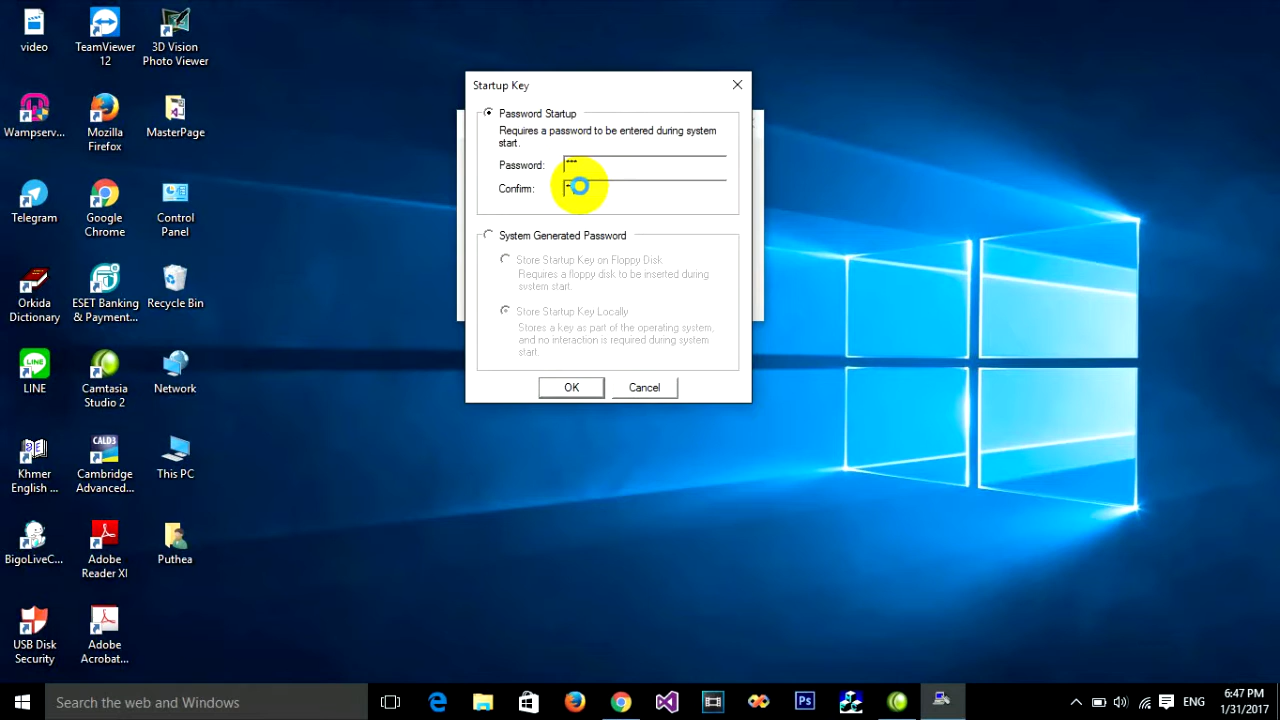 video
TeamViewer
12
3D Vision
Photo Viewer
Wampserv...
Mozilla
Firefox
MasterPage
Telegram
Google
Chrome
Control
Panel
Orkida
Dictionary
ESET Banking
& Payment...
Recycle Bin
LINE
Camtasia
Studio 2
Network
Khmer
English ...
CALD3
Cambridge
Advanced...
This PC
BigoLiveC...
Adobe
Reader XI
Puthea
USB Disk
Security
Adobe
Acrobat...
Startup Key
Password Startup
Requires a password to be entered during system
start.
Password: ***
Confirm:
System Generated Password
Store Startup Key on Floppy Disk
Requires a floppy disk to be inserted during
system start.
Store Startup Key Locally
Stores a key as part of the operating system,
and no interaction is required during system
start.
OK Cancel
Search the web and Windows
Ps
ENG
6:47 PM
1/31/2017